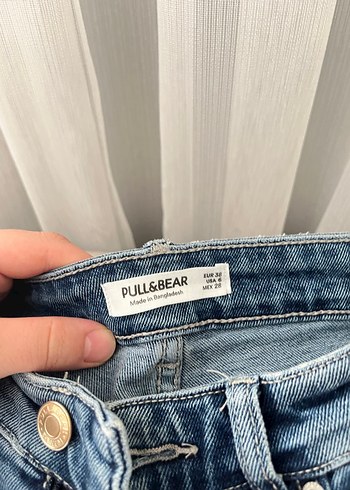 PULL&BEAR
Made in Bangladesh
EUR 38
USA 6
MEX 28